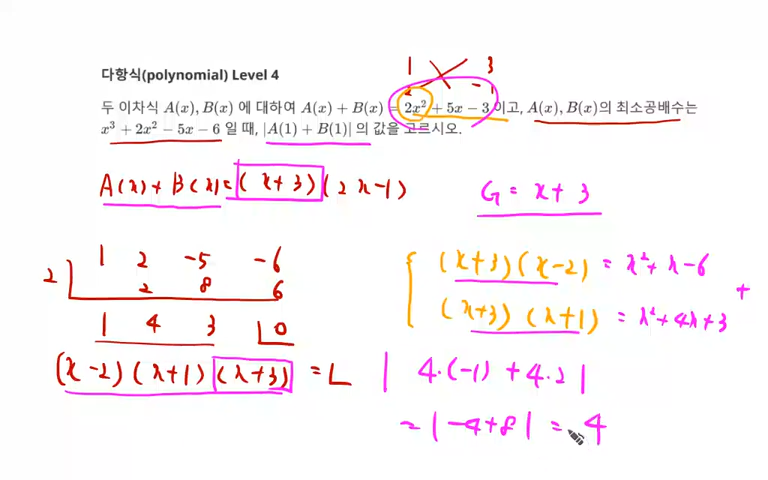 1 3
2 -1
다항식(polynomial) Level 4
두 이차식 A(x), B(x) 에 대하여 A(x) + B(x) = 2x² + 5x − 3 이고, A(x), B(x)의 최소공배수는
x³ + 2x² − 5x − 6 일 때, |A(1) + B(1)| 의 값을 고르시오.
A(x) + B(x) = (x+3)(2x-1)
G = x + 3
2 1 2 -5 -6
2 8 6
1 4 3 0
(x-2)(x+1)(x+3) = L
(x+3)(x-2) = x²+x-6
(x+3)(x+1) = x²+4x+3
+
| 4·(-1) + 4·2 |
= | -4+8 | = 4